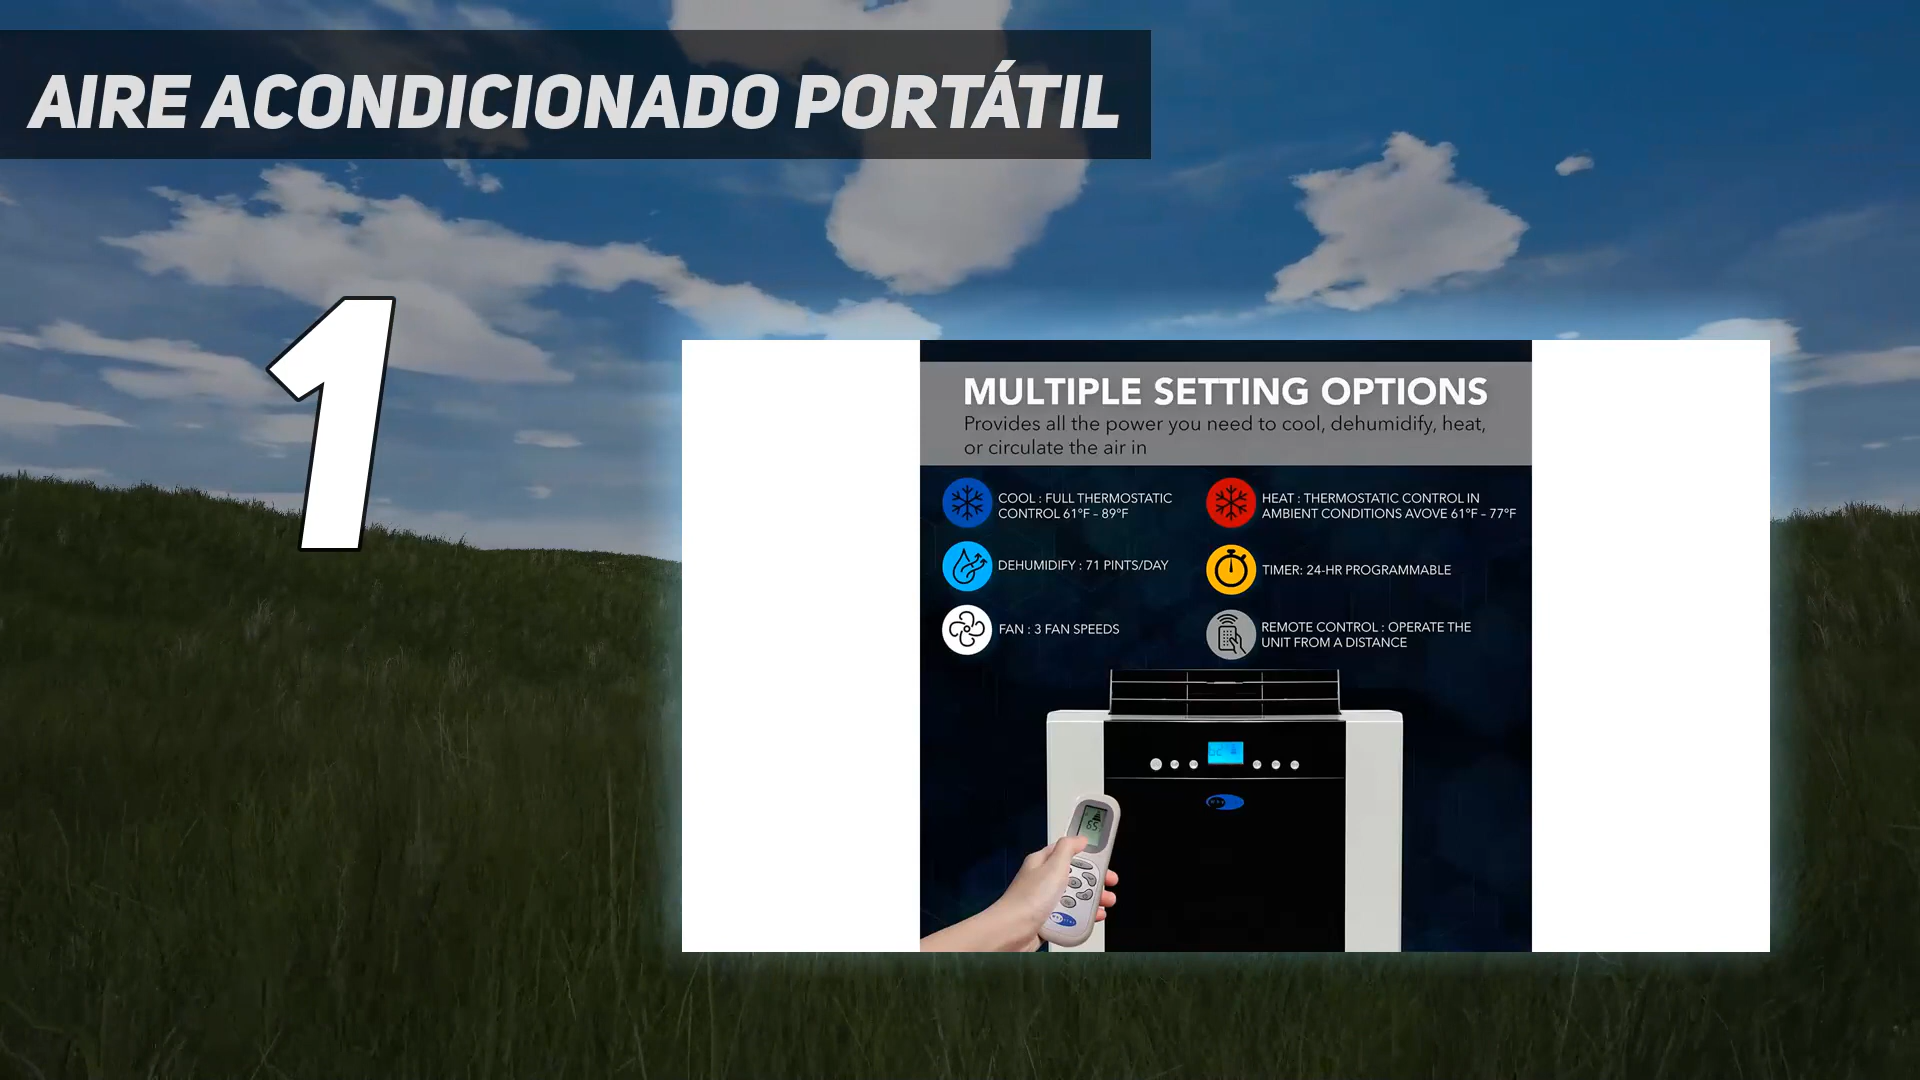 AIRE ACONDICIONADO PORTÁTIL
1
MULTIPLE SETTING OPTIONS
Provides all the power you need to cool, dehumidify, heat,
or circulate the air in
COOL : FULL THERMOSTATIC
CONTROL 61°F – 89°F
HEAT : THERMOSTATIC CONTROL IN
AMBIENT CONDITIONS AVOVE 61°F – 77°F
DEHUMIDIFY : 71 PINTS/DAY
TIMER: 24-HR PROGRAMMABLE
FAN : 3 FAN SPEEDS
REMOTE CONTROL : OPERATE THE
UNIT FROM A DISTANCE
65